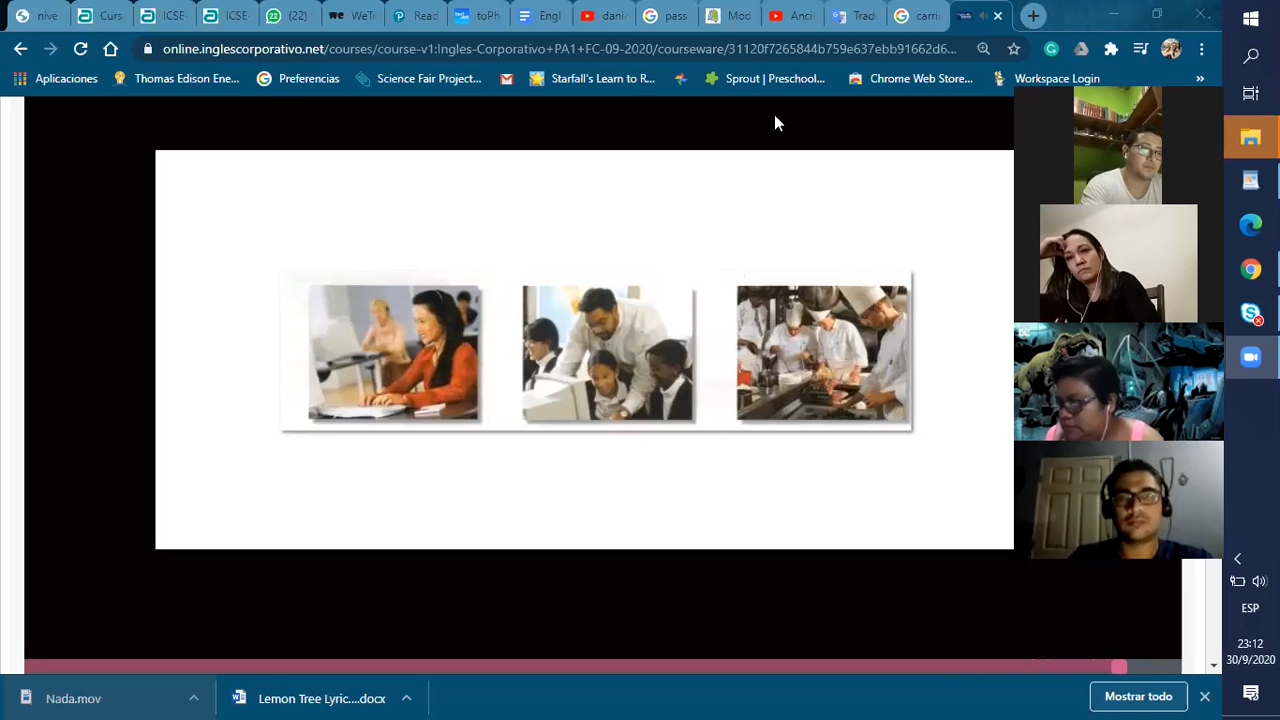 nive
Curs
ICSE
ICSE
(22)
WeTr
Read
toPh
Engl
dani
pass
Mod
Anci
Tradu
carri
online.inglescorporativo.net/courses/course-v1:Ingles-Corporativo+PA1+FC-09-2020/courseware/31120f7265844b759e637ebb91662d6...
Aplicaciones
Thomas Edison Ene...
Preferencias
Science Fair Project...
Starfall's Learn to R...
Sprout | Preschool...
Chrome Web Store...
Workspace Login
»
ESP
23:12
30/9/2020
Nada.mov
Lemon Tree Lyric....docx
Mostrar todo